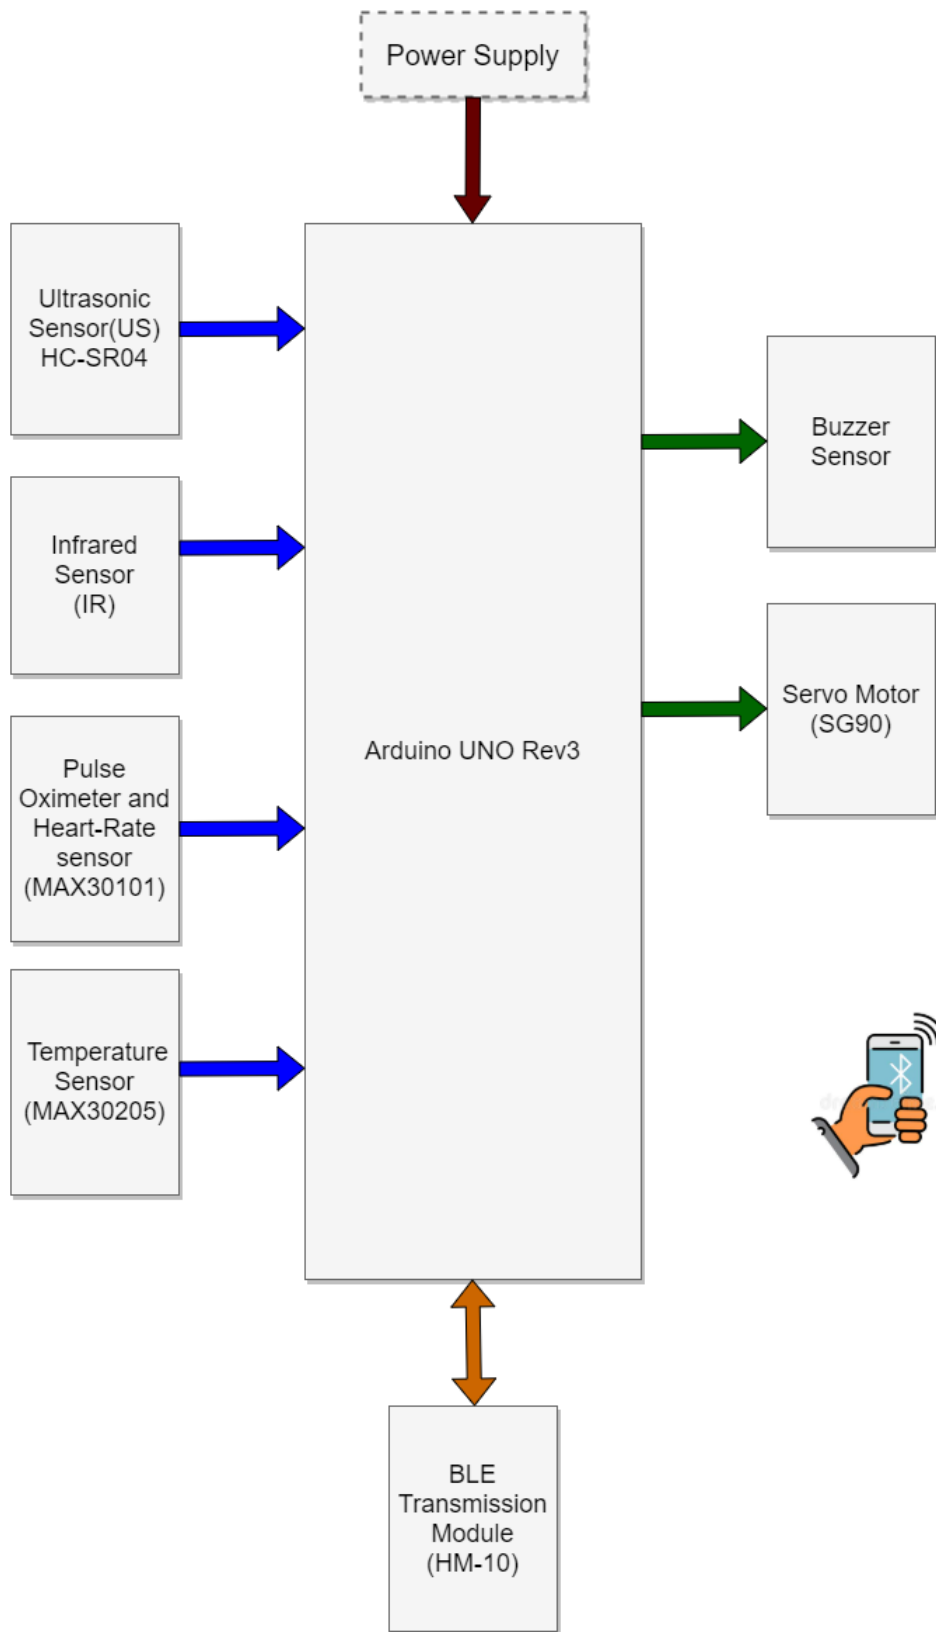 Power Supply
Ultrasonic
Sensor(US)
HC-SR04
Infrared
Sensor
(IR)
Pulse
Oximeter and
Heart-Rate
sensor
(MAX30101)
Temperature
Sensor
(MAX30205)
Arduino UNO Rev3
Buzzer
Sensor
Servo Motor
(SG90)
BLE
Transmission
Module
(HM-10)